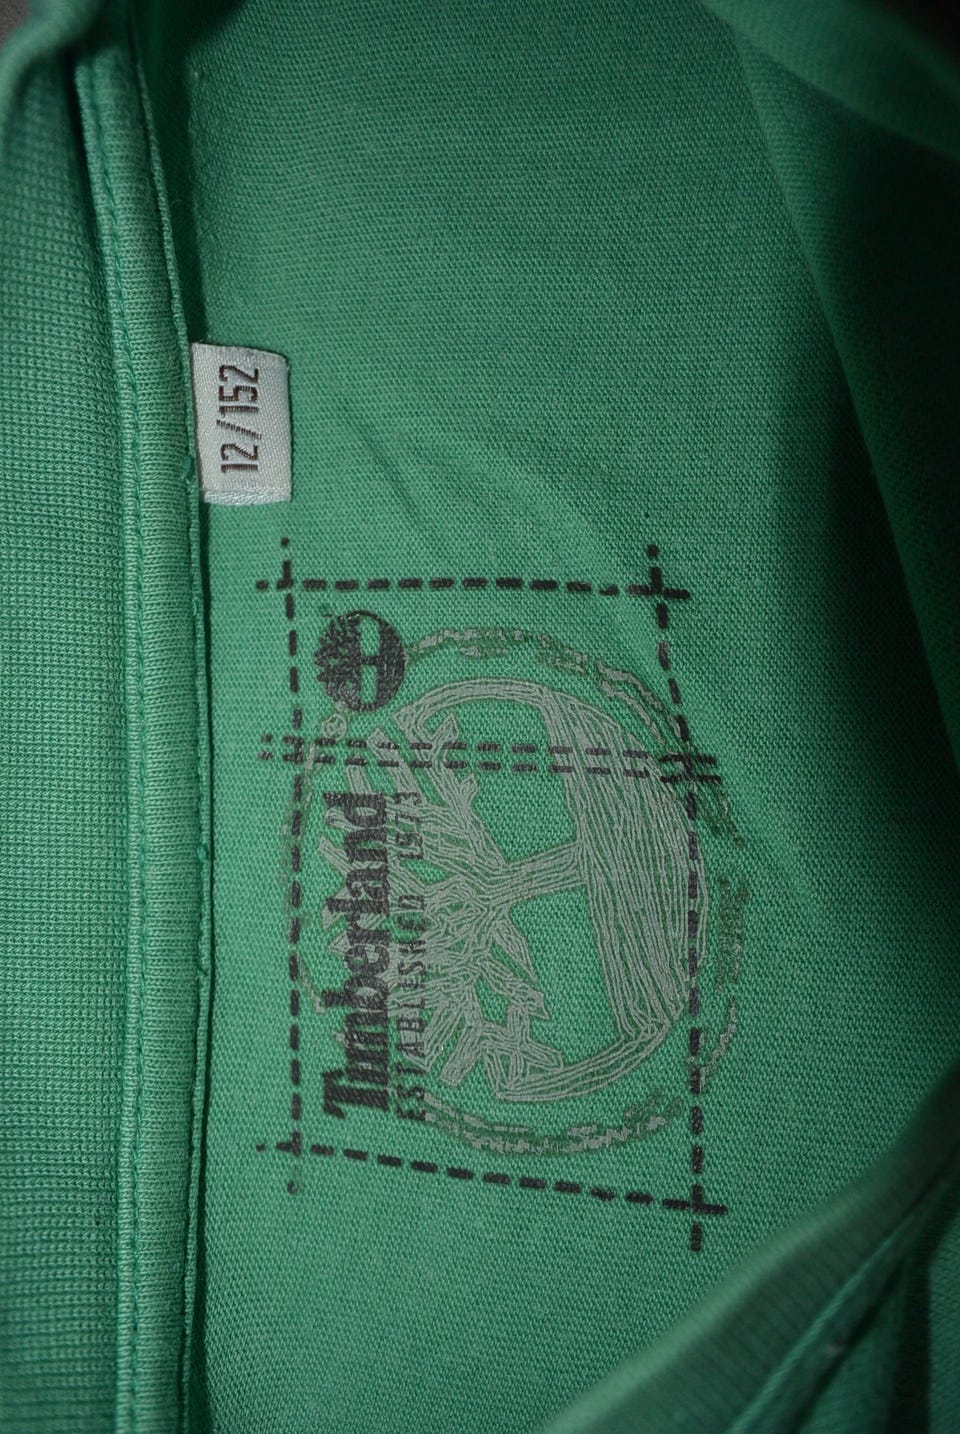 12/152
Timberland
ESTABLISHED 1973